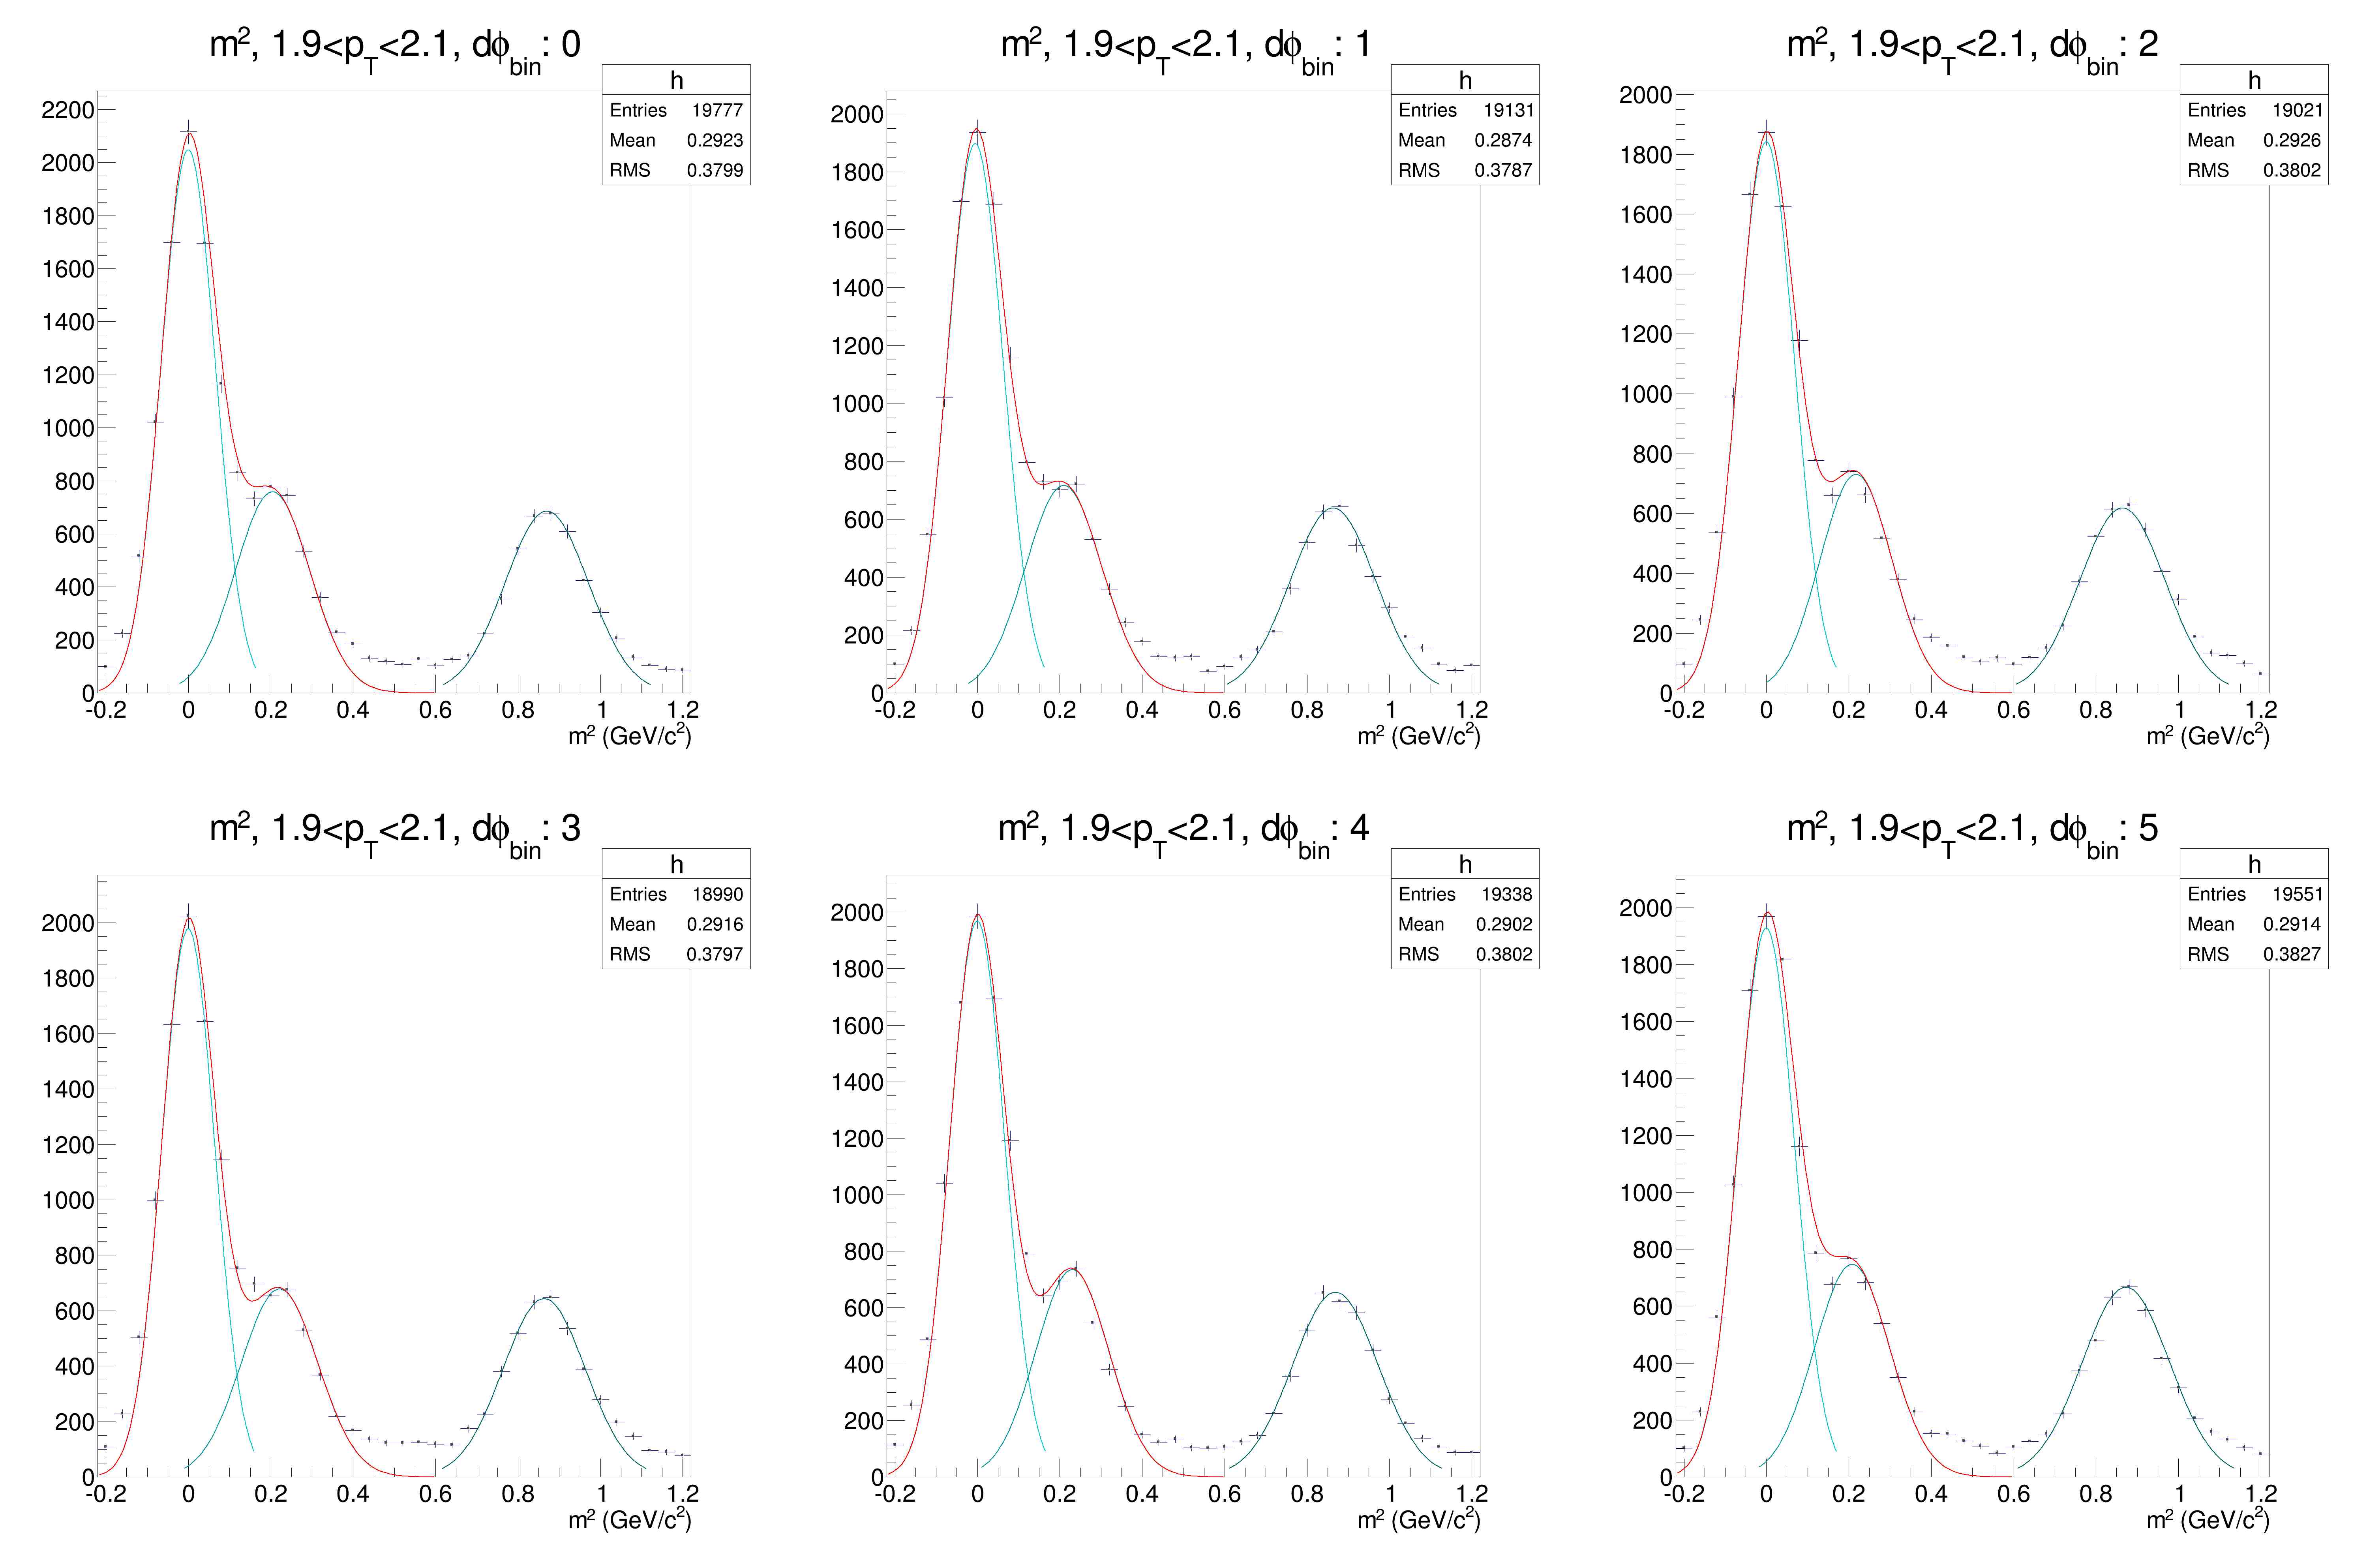 m², 1.9<p_T<2.1, dϕ_bin: 0
h
Entries 19777
Mean 0.2923
RMS 0.3799
2200
2000
1800
1600
1400
1200
1000
800
600
400
200
0
-0.2 0 0.2 0.4 0.6 0.8 1 1.2
m² (GeV/c²)
m², 1.9<p_T<2.1, dϕ_bin: 1
h
Entries 19131
Mean 0.2874
RMS 0.3787
2000
1800
1600
1400
1200
1000
800
600
400
200
0
-0.2 0 0.2 0.4 0.6 0.8 1 1.2
m² (GeV/c²)
m², 1.9<p_T<2.1, dϕ_bin: 2
h
Entries 19021
Mean 0.2926
RMS 0.3802
2000
1800
1600
1400
1200
1000
800
600
400
200
0
-0.2 0 0.2 0.4 0.6 0.8 1 1.2
m² (GeV/c²)
m², 1.9<p_T<2.1, dϕ_bin: 3
h
Entries 18990
Mean 0.2916
RMS 0.3797
2000
1800
1600
1400
1200
1000
800
600
400
200
0
-0.2 0 0.2 0.4 0.6 0.8 1 1.2
m² (GeV/c²)
m², 1.9<p_T<2.1, dϕ_bin: 4
h
Entries 19338
Mean 0.2902
RMS 0.3802
2000
1800
1600
1400
1200
1000
800
600
400
200
0
-0.2 0 0.2 0.4 0.6 0.8 1 1.2
m² (GeV/c²)
m², 1.9<p_T<2.1, dϕ_bin: 5
h
Entries 19551
Mean 0.2914
RMS 0.3827
2000
1800
1600
1400
1200
1000
800
600
400
200
0
-0.2 0 0.2 0.4 0.6 0.8 1 1.2
m² (GeV/c²)